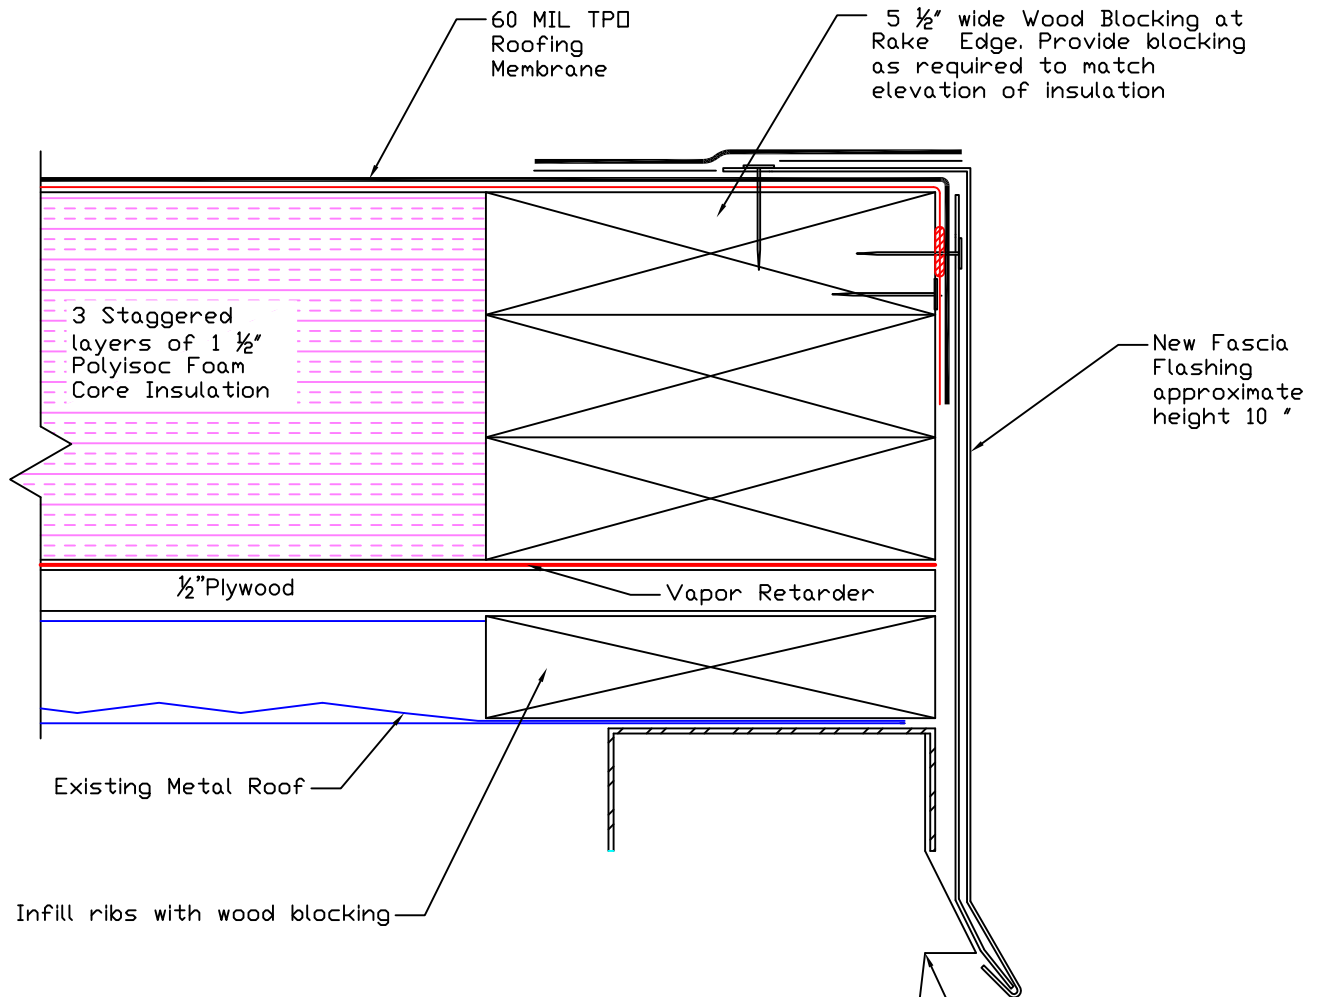 60 MIL TPO
Roofing
Membrane
5 ½" wide Wood Blocking at
Rake Edge. Provide blocking
as required to match
elevation of insulation
3 Staggered
layers of 1 ½"
Polyisoc Foam
Core Insulation
New Fascia
Flashing
approximate
height 10 "
½"Plywood
Vapor Retarder
Existing Metal Roof
Infill ribs with wood blocking